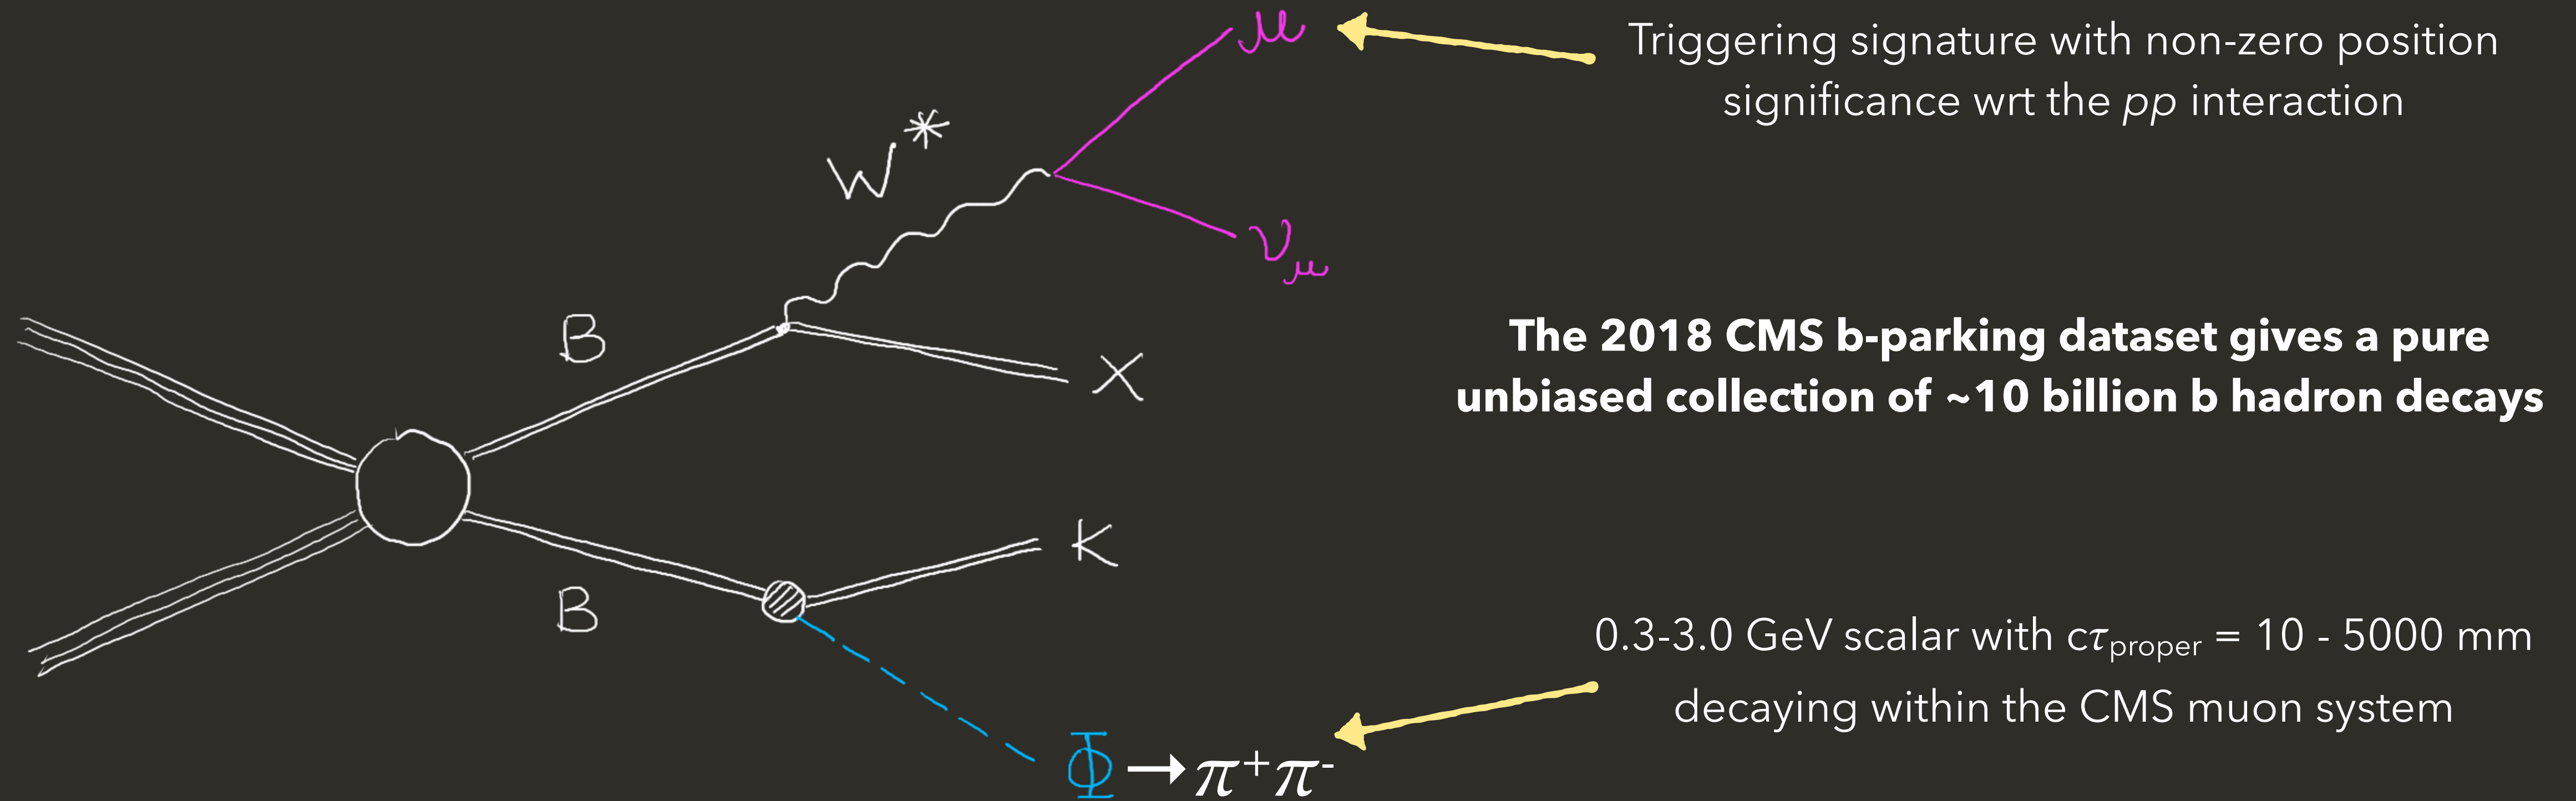 μ
Triggering signature with non-zero position
significance wrt the pp interaction
W*
ν_μ
B
The 2018 CMS b-parking dataset gives a pure
unbiased collection of ~10 billion b hadron decays
X
K
B
0.3-3.0 GeV scalar with cτ_proper = 10 - 5000 mm
decaying within the CMS muon system
Φ→π⁺π⁻